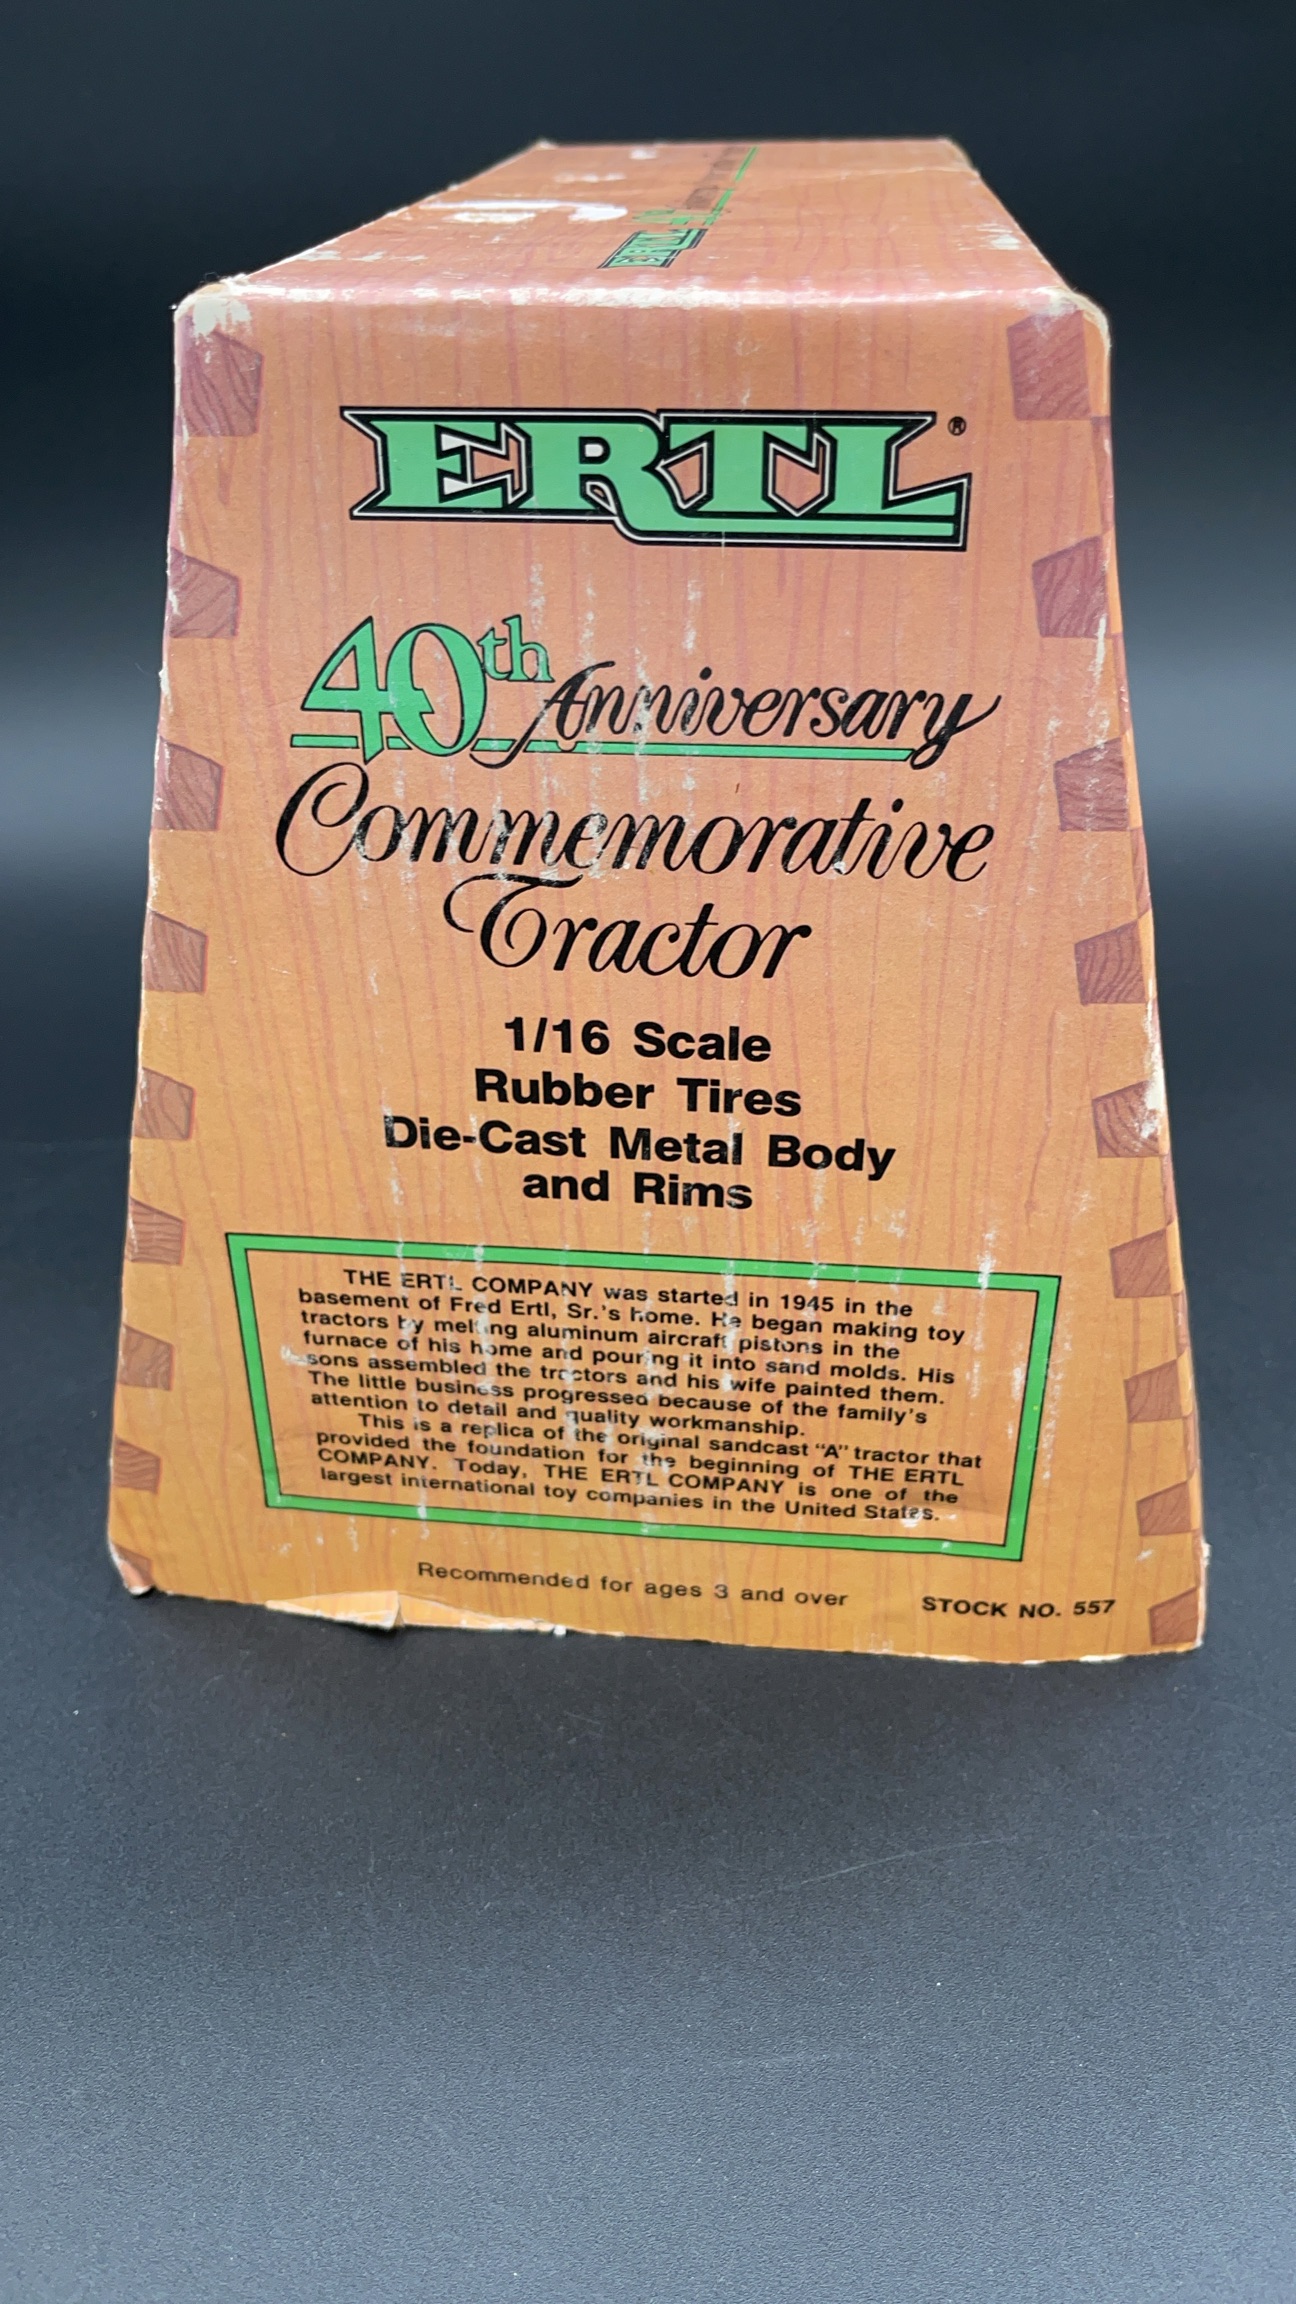 ERTL
ERTL®
40th Anniversary
Commemorative
Tractor
1/16 Scale
Rubber Tires
Die-Cast Metal Body
and Rims
THE ERTL COMPANY was started in 1945 in the
basement of Fred Ertl, Sr.'s home. He began making toy
tractors by melting aluminum aircraft pistons in the
furnace of his home and pouring it into sand molds. His
sons assembled the tractors and his wife painted them.
The little business progressed because of the family's
attention to detail and quality workmanship.
This is a replica of the original sandcast "A" tractor that
provided the foundation for the beginning of THE ERTL
COMPANY. Today, THE ERTL COMPANY is one of the
largest international toy companies in the United States.
Recommended for ages 3 and over
STOCK NO. 557